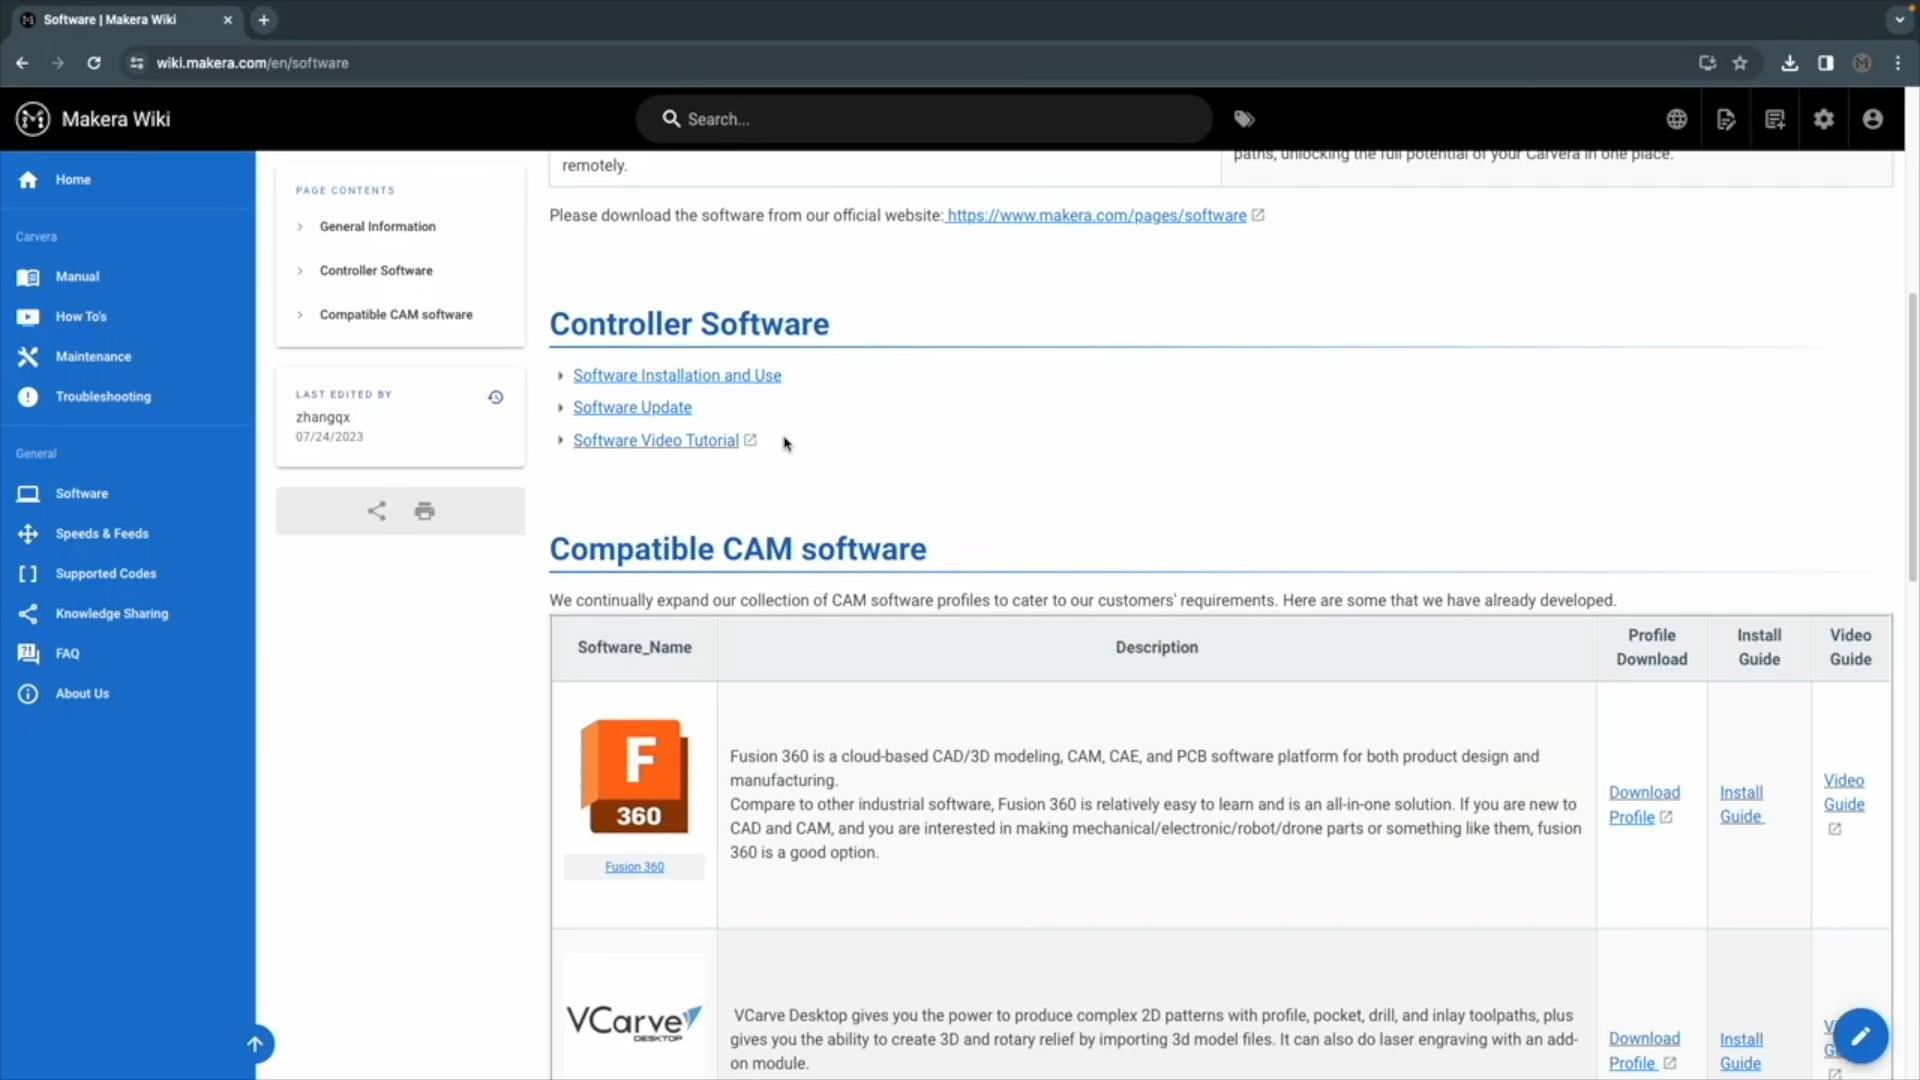 Software | Makera Wiki
wiki.makera.com/en/software
Makera Wiki
Search...
Home
Carvera
Manual
How To's
Maintenance
Troubleshooting
General
Software
Speeds & Feeds
Supported Codes
Knowledge Sharing
FAQ
About Us
PAGE CONTENTS
General Information
Controller Software
Compatible CAM software
LAST EDITED BY
zhangqx
07/24/2023
remotely.
paths, unlocking the full potential of your Carvera in one place.
Please download the software from our official website: https://www.makera.com/pages/software
Controller Software
Software Installation and Use
Software Update
Software Video Tutorial
Compatible CAM software
We continually expand our collection of CAM software profiles to cater to our customers' requirements. Here are some that we have already developed.
Software_Name
Description
Profile
Download
Install
Guide
Video
Guide
F
360
Fusion 360
Fusion 360 is a cloud-based CAD/3D modeling, CAM, CAE, and PCB software platform for both product design and
manufacturing.
Compare to other industrial software, Fusion 360 is relatively easy to learn and is an all-in-one solution. If you are new to
CAD and CAM, and you are interested in making mechanical/electronic/robot/drone parts or something like them, fusion
360 is a good option.
Download
Profile
Install
Guide
Video
Guide
VCarve
DESKTOP
VCarve Desktop gives you the power to produce complex 2D patterns with profile, pocket, drill, and inlay toolpaths, plus
gives you the ability to create 3D and rotary relief by importing 3d model files. It can also do laser engraving with an add-
on module.
Download
Profile
Install
Guide